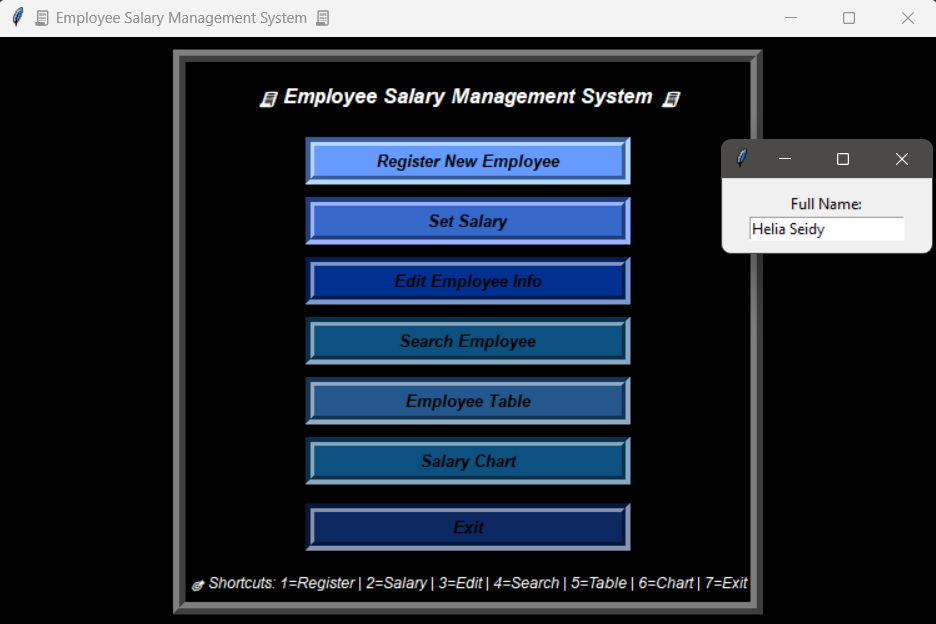 Employee Salary Management System
Employee Salary Management System
Register New Employee
Set Salary
Edit Employee Info
Search Employee
Employee Table
Salary Chart
Exit
Shortcuts: 1=Register | 2=Salary | 3=Edit | 4=Search | 5=Table | 6=Chart | 7=Exit
Full Name:
Helia Seidy